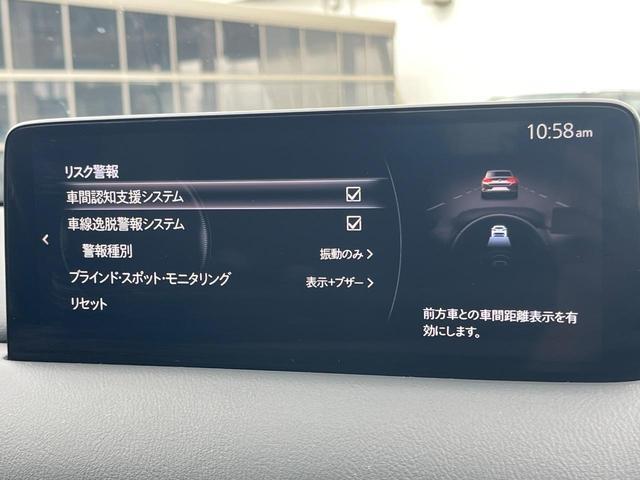 10:58am
リスク警報
車間認知支援システム
車線逸脱警報システム
警報種別 振動のみ
ブラインド・スポット・モニタリング 表示+ブザー
リセット
前方車との車間距離表示を有
効にします。